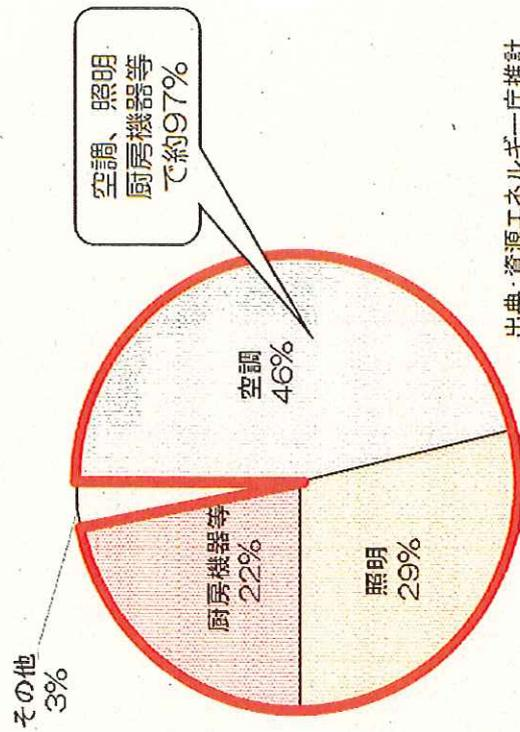 空調、照明
厨房機器等
で約97%
その他
3%
空調
46%
厨房機器等
22%
照明
29%
出典:資源エネルギー庁推計